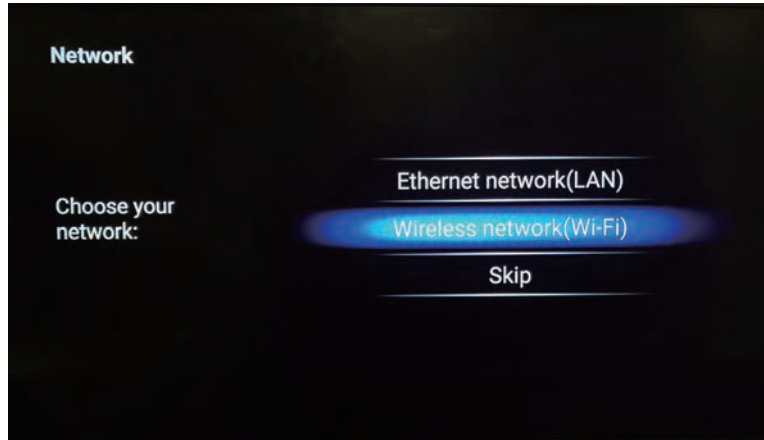 Network
Choose your
network:
Ethernet network(LAN)
Wireless network(Wi-Fi)
Skip